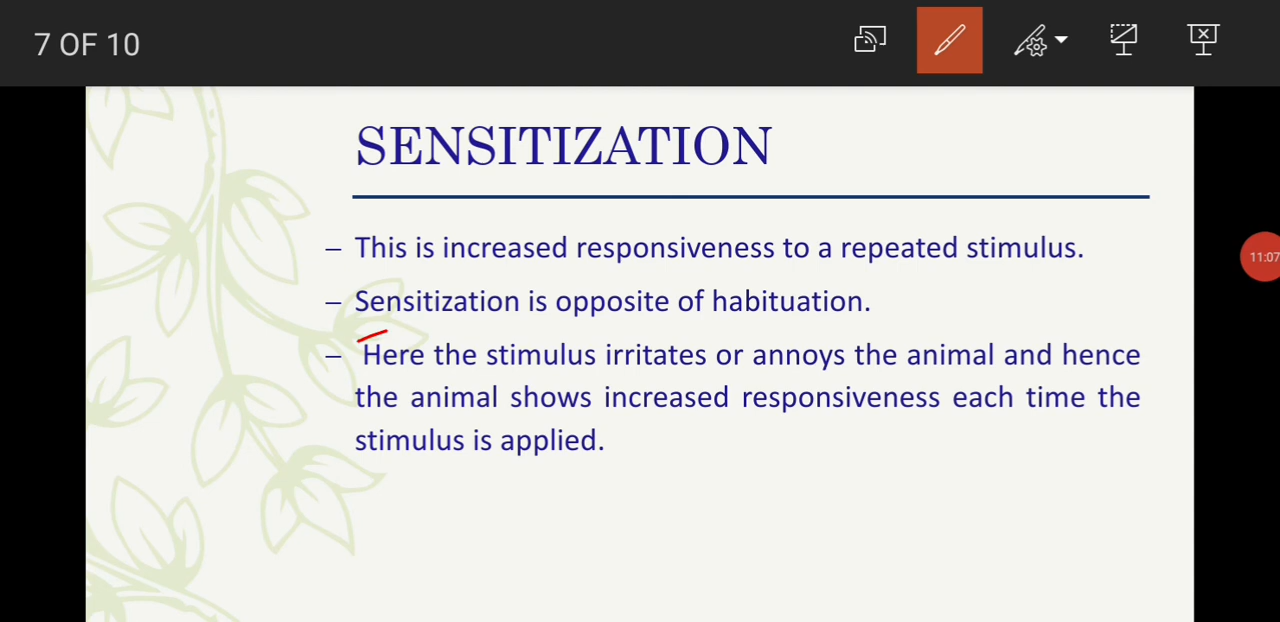 7 OF 10
SENSITIZATION
– This is increased responsiveness to a repeated stimulus.
– Sensitization is opposite of habituation.
– Here the stimulus irritates or annoys the animal and hence
the animal shows increased responsiveness each time the
stimulus is applied.
11:07